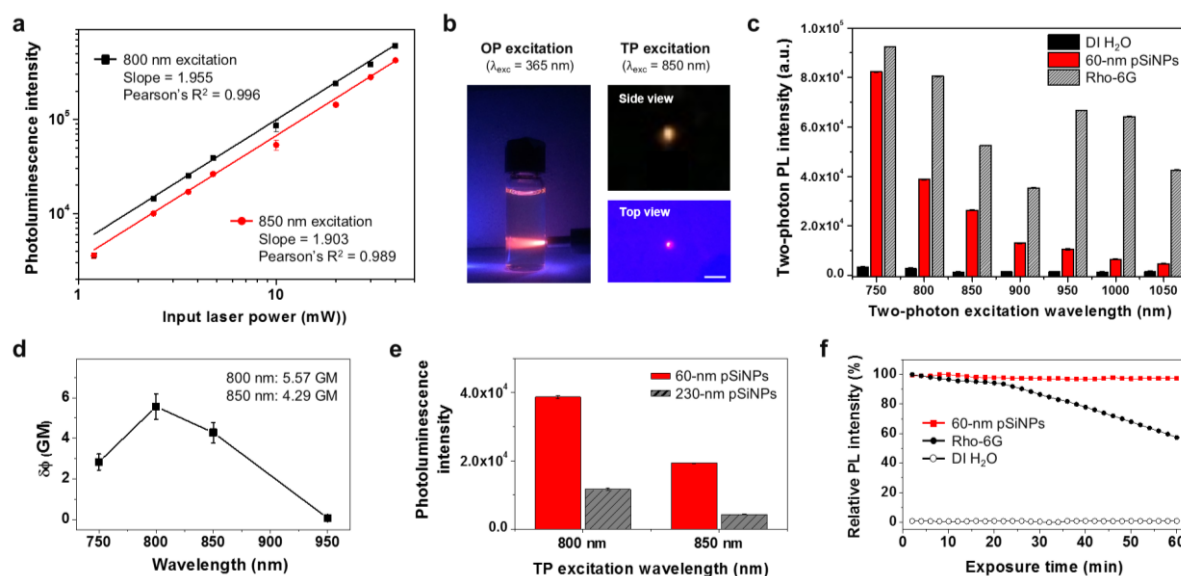 a
Photoluminescence intensity
10⁵
10⁴
800 nm excitation
Slope = 1.955
Pearson's R² = 0.996
850 nm excitation
Slope = 1.903
Pearson's R² = 0.989
1
10
Input laser power (mW))
b
OP excitation
(λexc = 365 nm)
TP excitation
(λexc = 850 nm)
Side view
Top view
c
Two-photon PL intensity (a.u.)
1.0x10⁵
8.0x10⁴
6.0x10⁴
4.0x10⁴
2.0x10⁴
0.0
DI H₂O
60-nm pSiNPs
Rho-6G
750 800 850 900 950 1000 1050
Two-photon excitation wavelength (nm)
d
δϕ (GM)
6
4
2
0
800 nm: 5.57 GM
850 nm: 4.29 GM
750 800 850 900 950
Wavelength (nm)
e
Photoluminescence
intensity
4.0x10⁴
2.0x10⁴
0.0
60-nm pSiNPs
230-nm pSiNPs
800 nm 850 nm
TP excitation wavelength (nm)
f
Relative PL intensity (%)
100
80
60
40
20
0
60-nm pSiNPs
Rho-6G
DI H₂O
0 10 20 30 40 50 60
Exposure time (min)